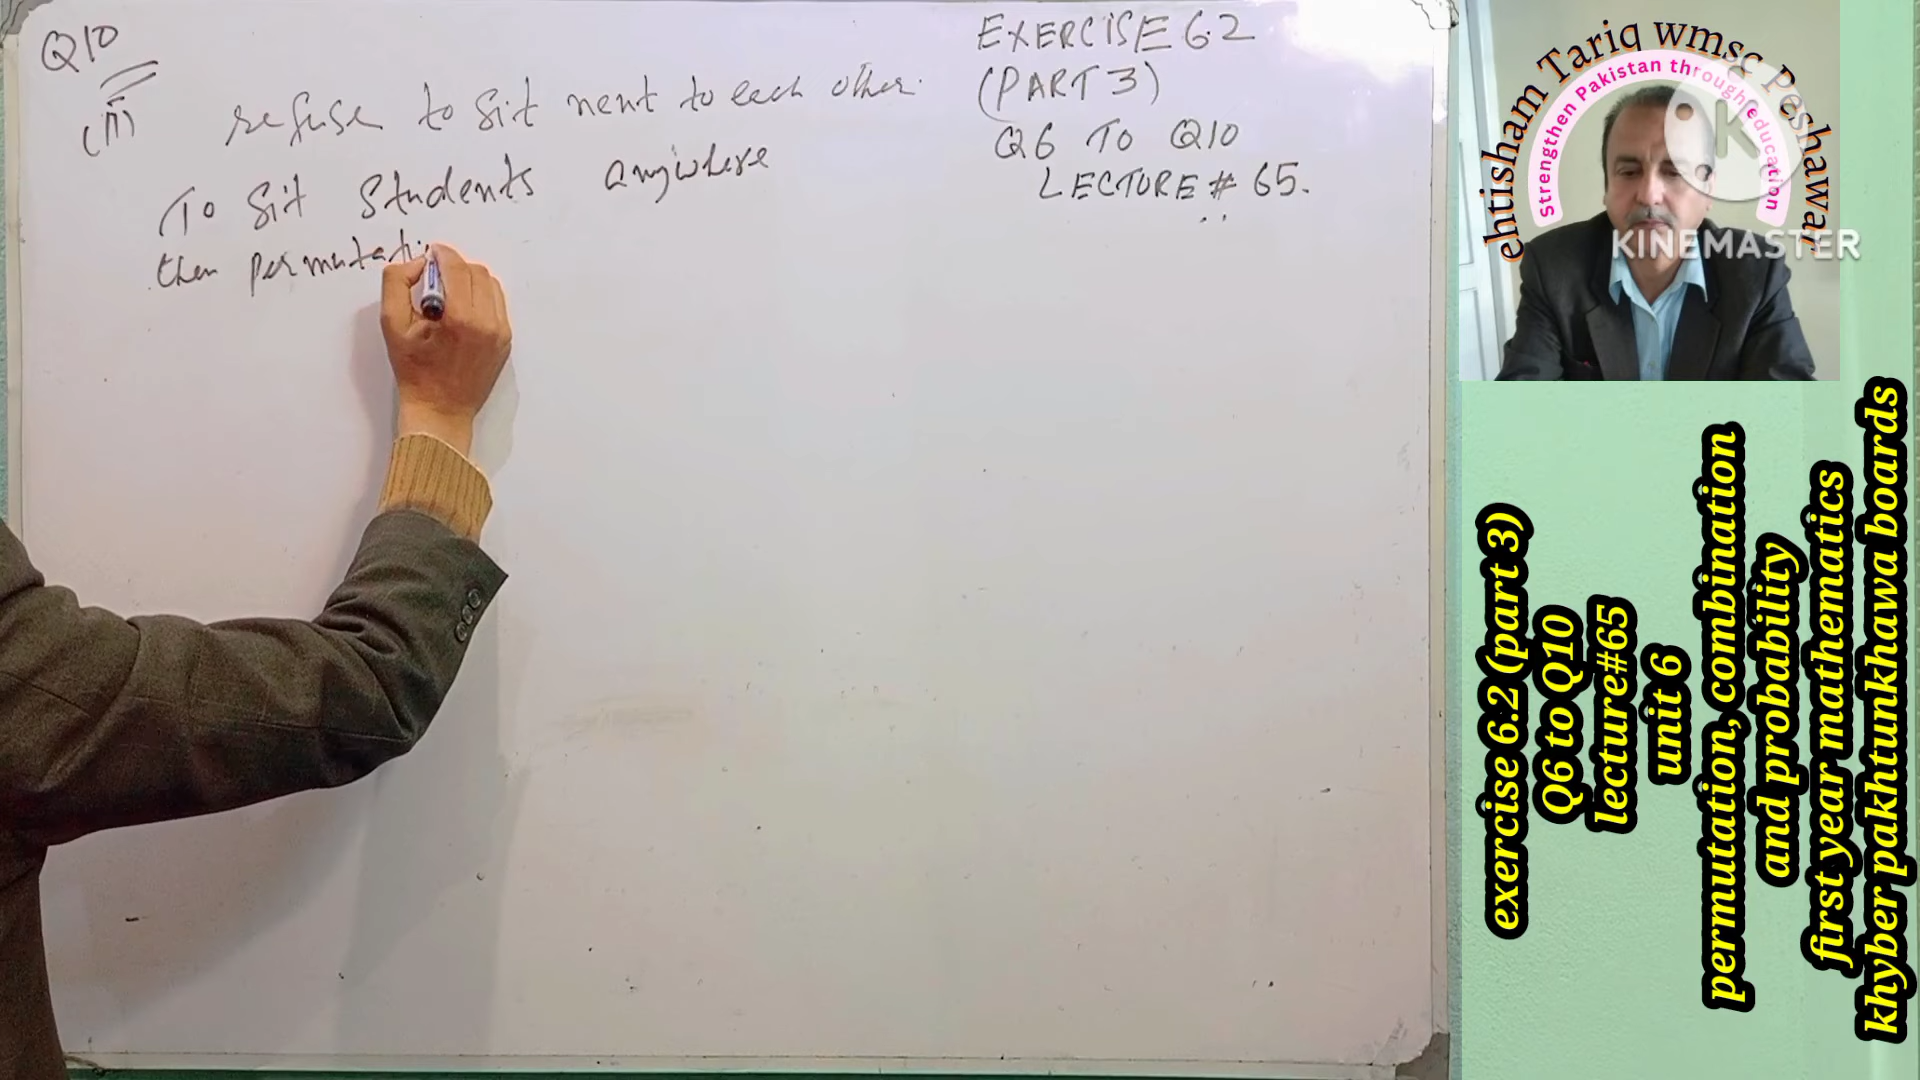 Q10
(ii) refuse to sit next to each other.
To sit students anywhere
then permutati
EXERCISE 6.2
(PART 3)
Q6 TO Q10
LECTURE # 65.
ehtisham Tariq wmsg Peshawar
Strengthen Pakistan through education
K
KINEMASTER
exercise 6.2 (part 3)
Q6 to Q10
lecture#65
unit 6
permutation, combination
and probability
first year mathematics
khyber pakhtunkhawa boards